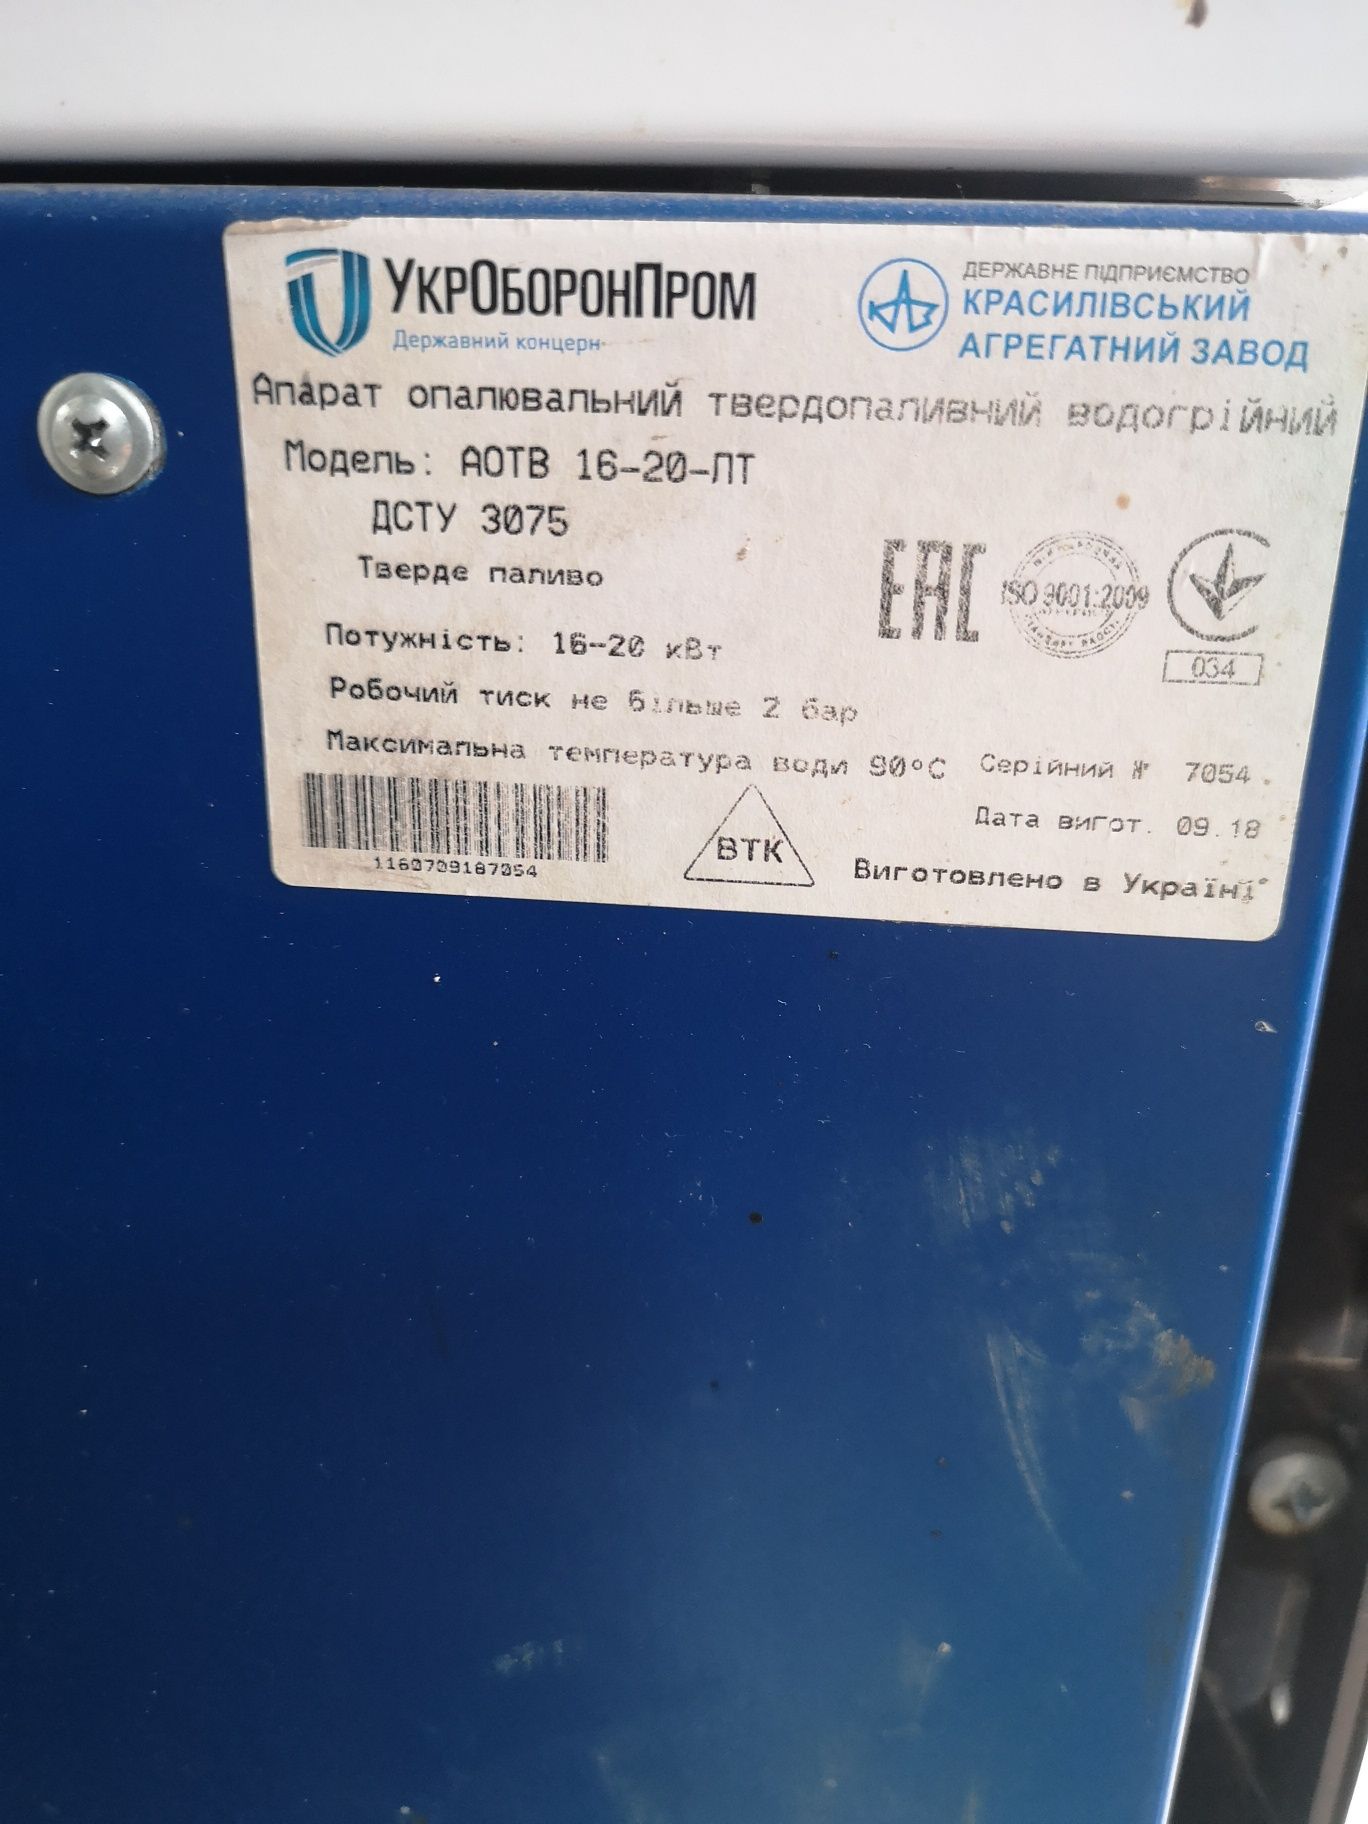 УкрОборонПром
Державний концерн
ДЕРЖАВНЕ ПІДПРИЄМСТВО
КРАСИЛІВСЬКИЙ
АГРЕГАТНИЙ ЗАВОД
Апарат опалювальний твердопаливний водогрійний
Модель: АОТВ 16-20-ПТ
ДСТУ 3075
Тверде паливо
EAC
ISO 9001:2009
034
Потужність: 16-20 кВт
Робочий тиск не більше 2 бар
Максимальна температура води 90°С
Серійний № 7054
Дата вигот. 09.18
1160709187054
ВТК
Виготовлено в Україні